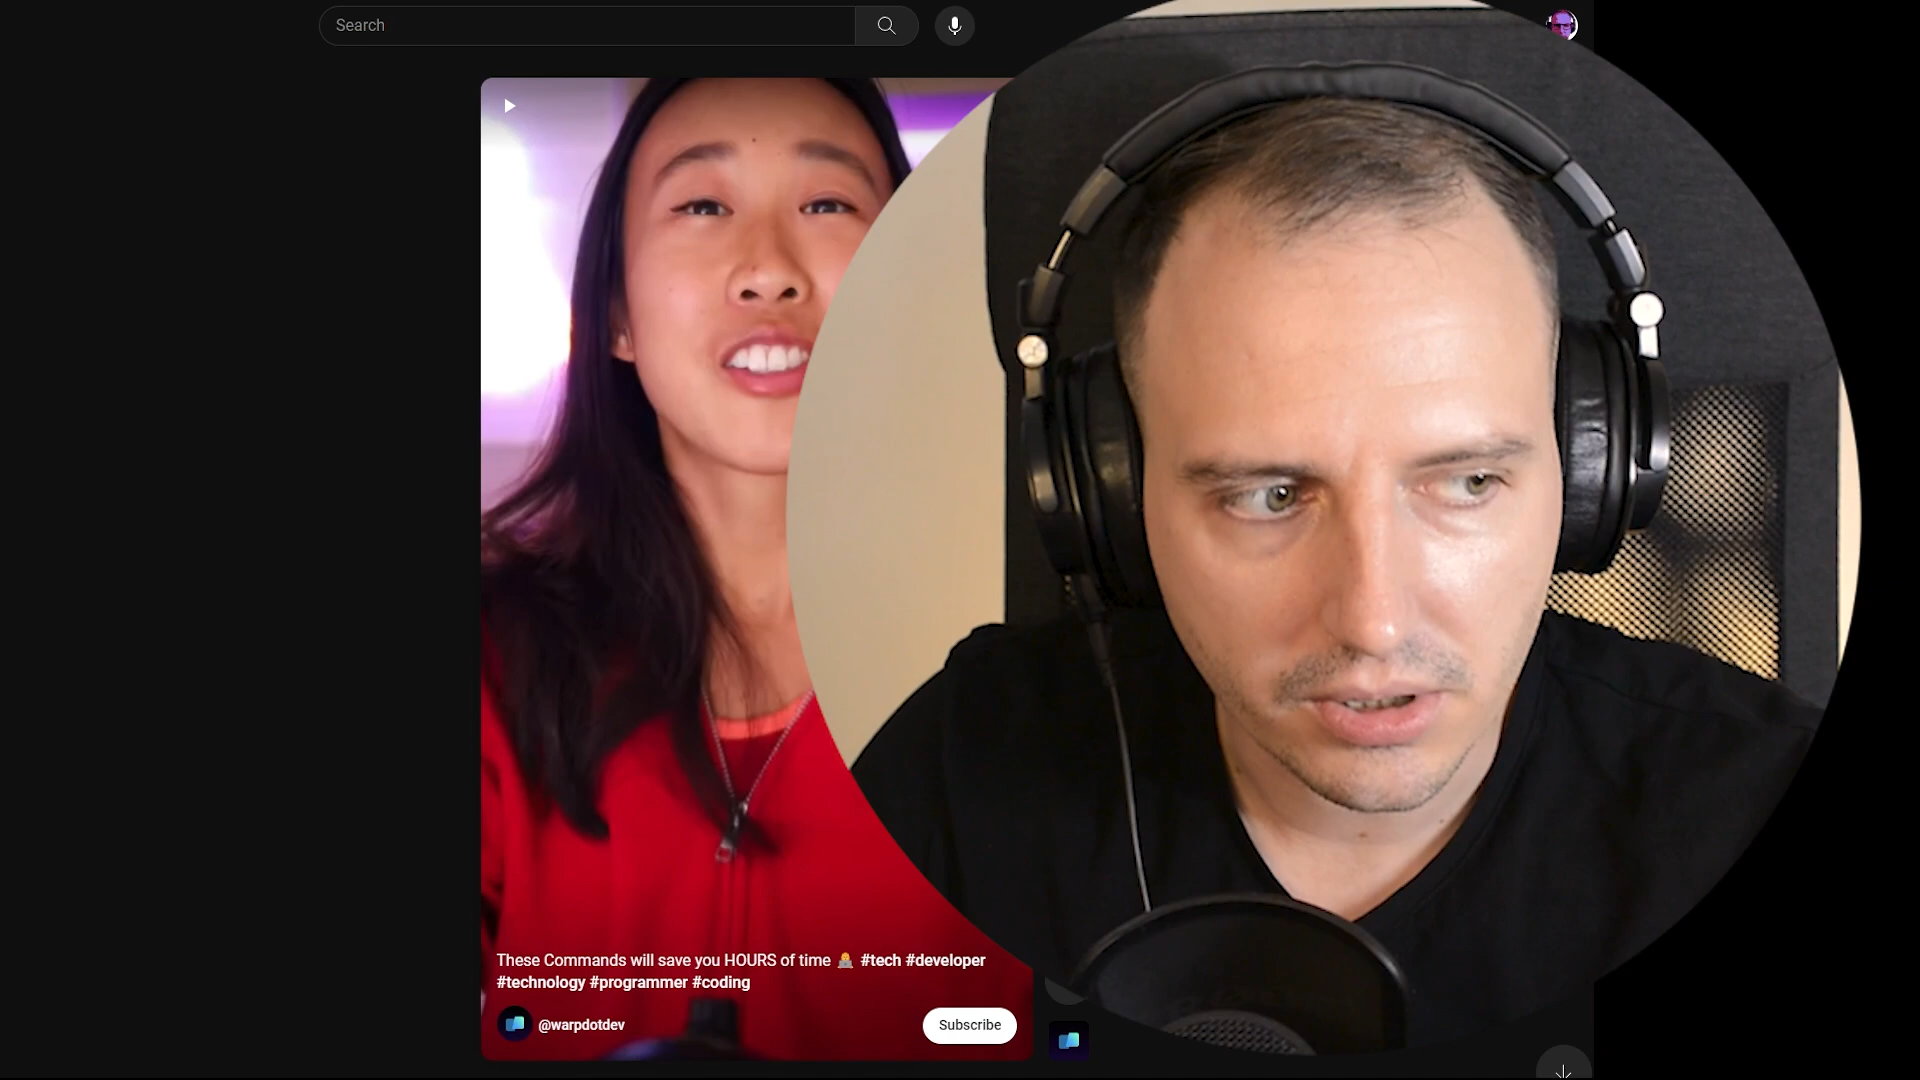 Search
These Commands will save you HOURS of time 🧑‍💻 #tech #developer
#technology #programmer #coding
@warpdotdev
Subscribe